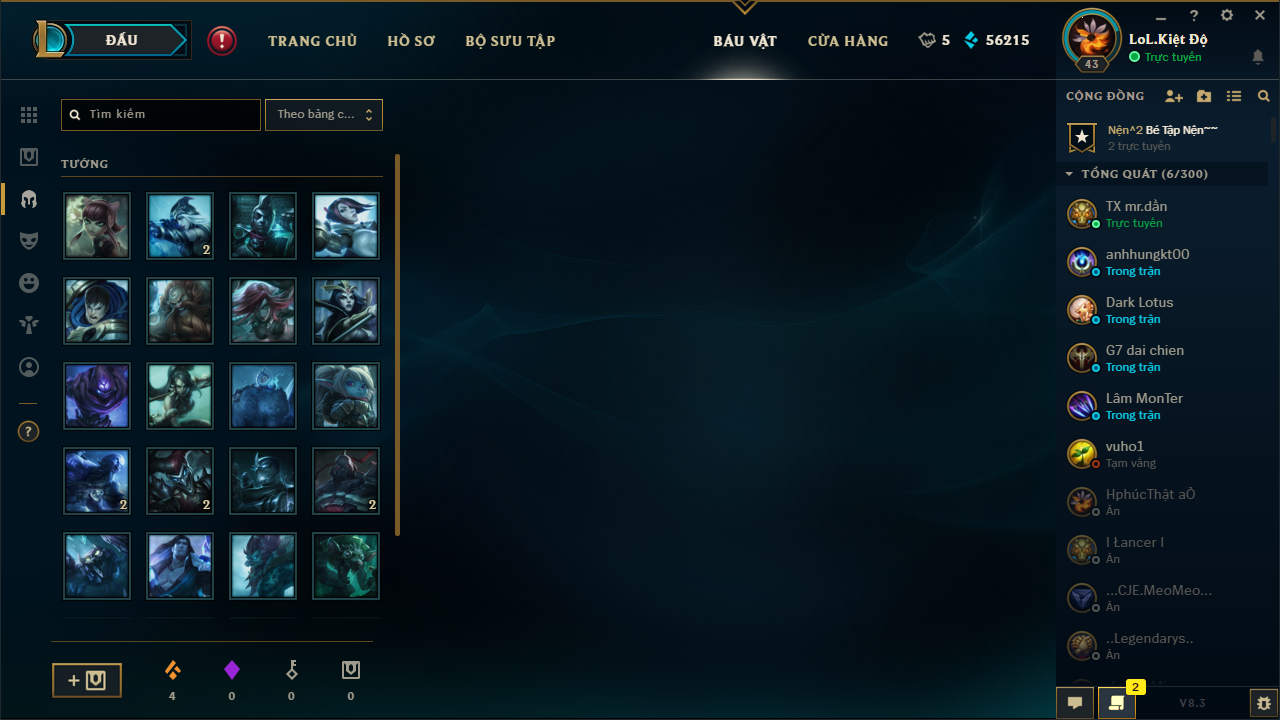 ĐẤU
!
TRANG CHỦ
HỒ SƠ
BỘ SƯU TẬP
BÁU VẬT
CỬA HÀNG
5
56215
?
43
LoL.Kiệt Độ
Trực tuyến
Tìm kiếm
Theo bảng c...
TƯỚNG
2
2
2
2
?
4
0
0
0
CỘNG ĐỒNG
Nện^2 Bé Tập Nện~~
2 trực tuyến
TỔNG QUÁT (6/300)
TX mr.dần
Trực tuyến
anhhungkt00
Trong trận
Dark Lotus
Trong trận
G7 dai chien
Trong trận
Lâm MonTer
Trong trận
vuho1
Tạm vắng
HphúcThật aÔ
Ẩn
I Łancer I
Ẩn
...CJE.MeoMeo...
Ẩn
..Legendarys..
Ẩn
2
V8.3